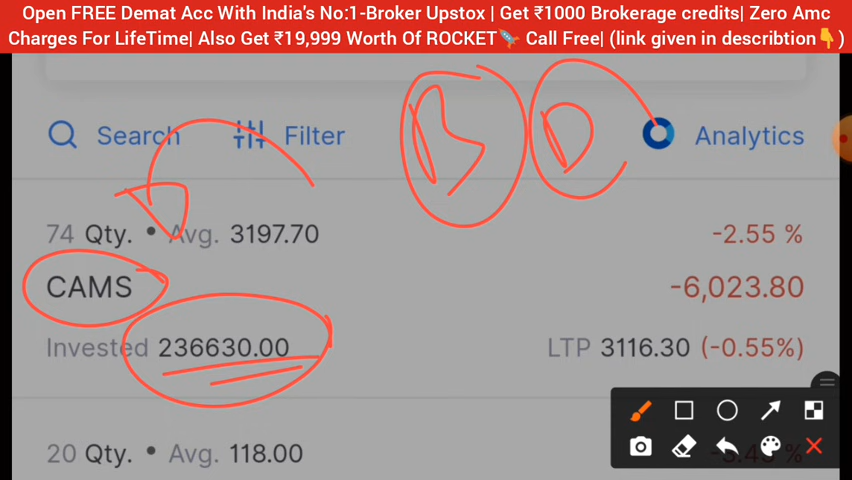 Open FREE Demat Acc With India's No:1-Broker Upstox | Get ₹1000 Brokerage credits| Zero Amc
Charges For LifeTime| Also Get ₹19,999 Worth Of ROCKET🚀 Call Free| (link given in describtion👇)
B D
Search Filter Analytics
74 Qty. • Avg. 3197.70 -2.55 %
CAMS -6,023.80
Invested 236630.00 LTP 3116.30 (-0.55%)
20 Qty. • Avg. 118.00